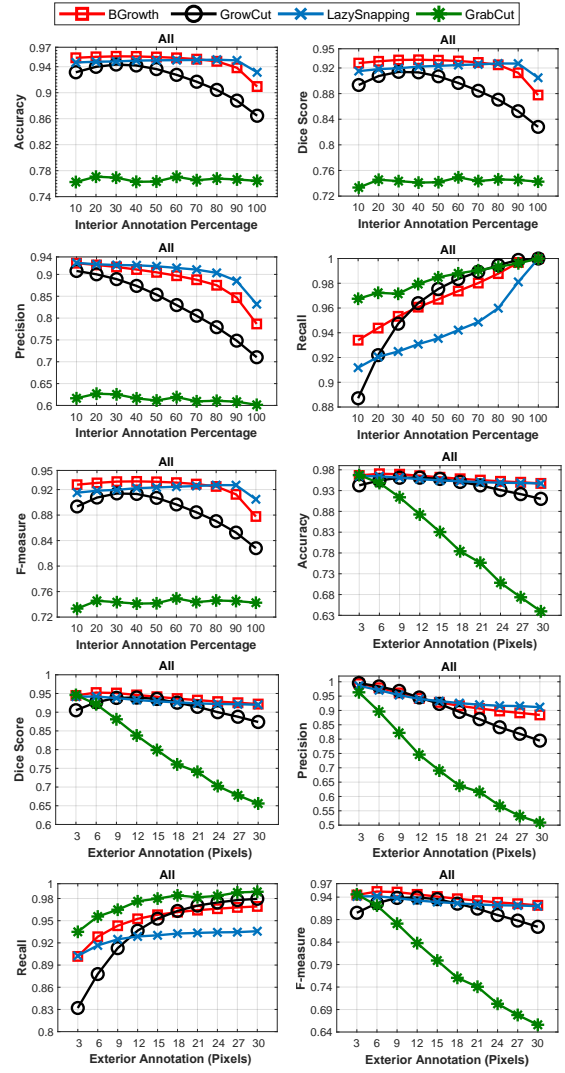 BGrowth GrowCut LazySnapping GrabCut
All All
0.97 0.94 0.9 0.86 0.82 0.78 0.74
Accuracy
10 20 30 40 50 60 70 80 90 100
Interior Annotation Percentage
0.95 0.92 0.88 0.84 0.8 0.76 0.72
Dice Score
10 20 30 40 50 60 70 80 90 100
Interior Annotation Percentage
All All
0.94 0.9 0.85 0.8 0.75 0.7 0.65 0.6
Precision
10 20 30 40 50 60 70 80 90 100
Interior Annotation Percentage
1 0.98 0.96 0.94 0.92 0.9 0.88
Recall
10 20 30 40 50 60 70 80 90 100
Interior Annotation Percentage
All All
0.95 0.92 0.88 0.84 0.8 0.76 0.72
F-measure
10 20 30 40 50 60 70 80 90 100
Interior Annotation Percentage
0.98 0.93 0.88 0.83 0.78 0.73 0.68 0.63
Accuracy
3 6 9 12 15 18 21 24 27 30
Exterior Annotation (Pixels)
All All
1 0.95 0.9 0.85 0.8 0.75 0.7 0.65 0.6
Dice Score
3 6 9 12 15 18 21 24 27 30
Exterior Annotation (Pixels)
1 0.95 0.9 0.85 0.8 0.75 0.7 0.6 0.5
Precision
3 6 9 12 15 18 21 24 27 30
Exterior Annotation (Pixels)
All All
1 0.98 0.95 0.92 0.89 0.86 0.83 0.8
Recall
3 6 9 12 15 18 21 24 27 30
Exterior Annotation (Pixels)
0.97 0.94 0.89 0.84 0.79 0.74 0.69 0.64
F-measure
3 6 9 12 15 18 21 24 27 30
Exterior Annotation (Pixels)